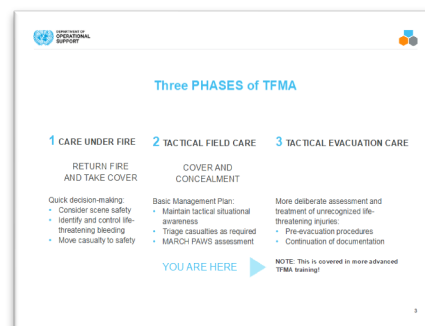 DEPARTMENT OF
OPERATIONAL
SUPPORT
Three PHASES of TFMA
1 CARE UNDER FIRE
RETURN FIRE
AND TAKE COVER
Quick decision-making:
• Consider scene safety
• Identify and control life-
threatening bleeding
• Move casualty to safety
2 TACTICAL FIELD CARE
COVER AND
CONCEALMENT
Basic Management Plan:
• Maintain tactical situational
awareness
• Triage casualties as required
• MARCH PAWS assessment
YOU ARE HERE
3 TACTICAL EVACUATION CARE
More deliberate assessment and
treatment of unrecognized life-
threatening injuries:
• Pre-evacuation procedures
• Continuation of documentation
NOTE: This is covered in more advanced
TFMA training!
3